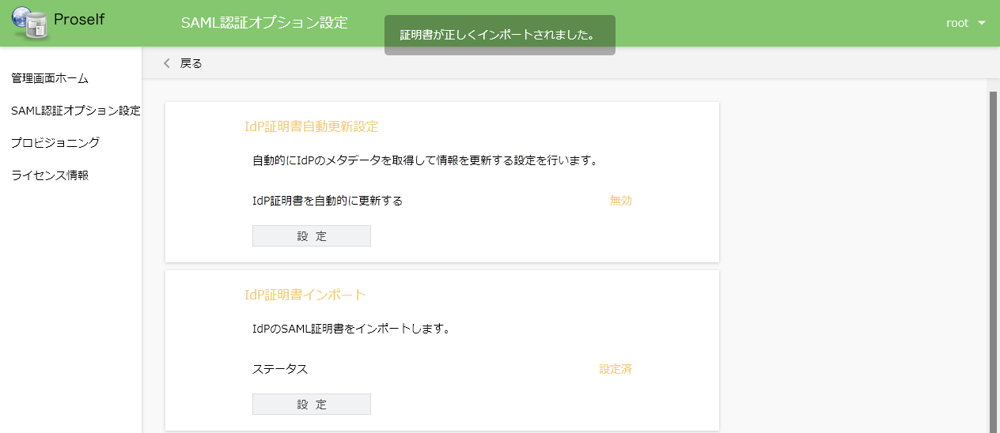 Proself
SAML認証オプション設定
証明書が正しくインポートされました。
root
戻る
管理画面ホーム
SAML認証オプション設定
プロビジョニング
ライセンス情報
IdP証明書自動更新設定
自動的にIdPのメタデータを取得して情報を更新する設定を行います。
IdP証明書を自動的に更新する 無効
設 定
IdP証明書インポート
IdPのSAML証明書をインポートします。
ステータス 設定済
設 定